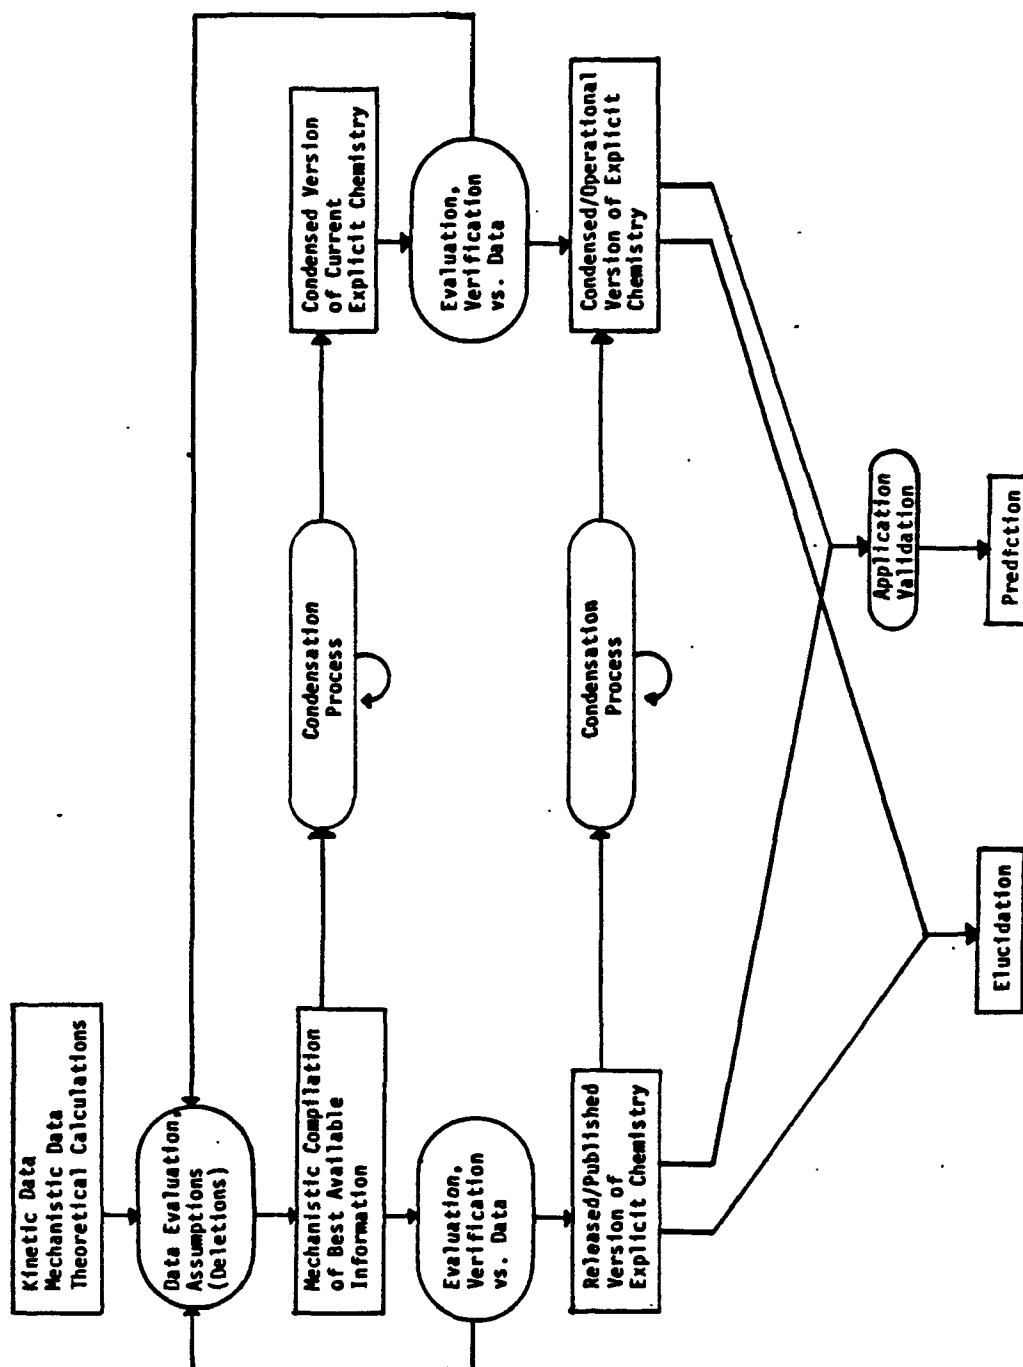 Kinetic Data
Mechanistic Data
Theoretical Calculations
Data Evaluation,
Assumptions
(Deletions)
Mechanistic Compilation
of Best Available
Information
Evaluation,
Verification
vs. Data
Released/Published
Version of
Explicit Chemistry
Condensation
Process
Condensation
Process
Condensed Version
of Current
Explicit Chemistry
Evaluation,
Verification
vs. Data
Condensed/Operational
Version of Explicit
Chemistry
Application
Validation
Elucidation
Prediction